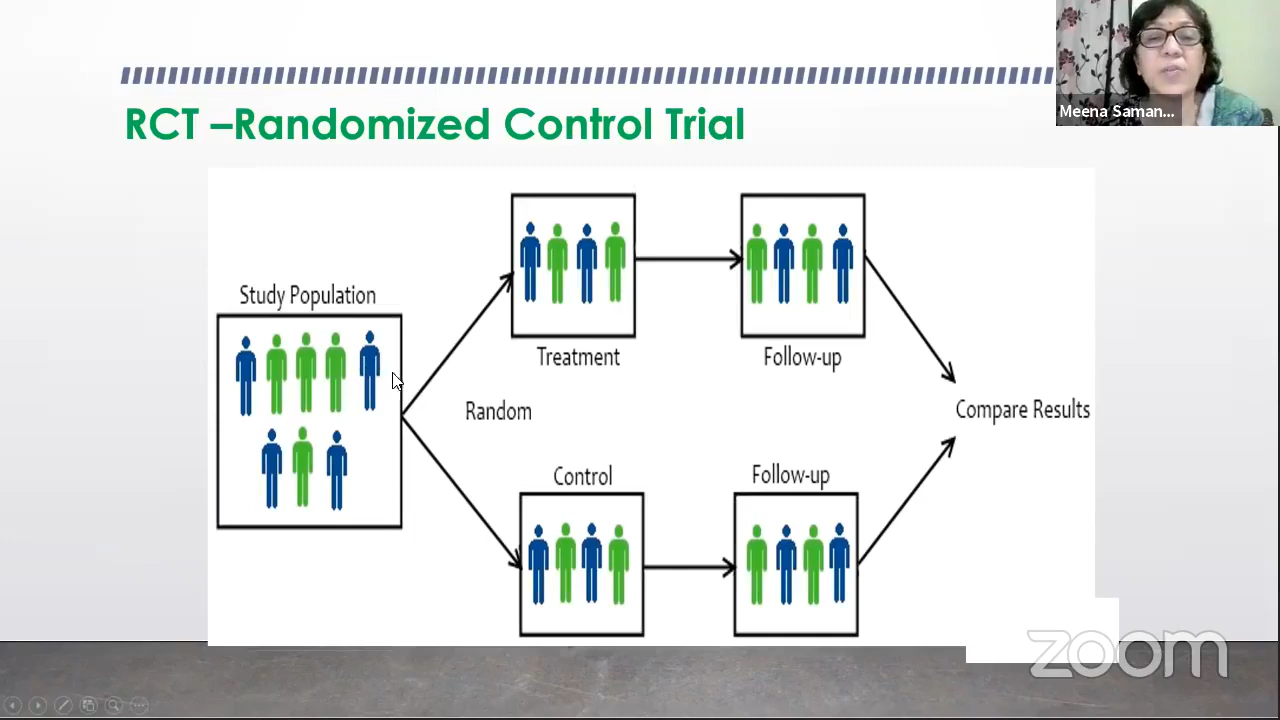 RCT –Randomized Control Trial
Meena Saman...
Study Population
Treatment
Follow-up
Random
Compare Results
Control
Follow-up
zoom